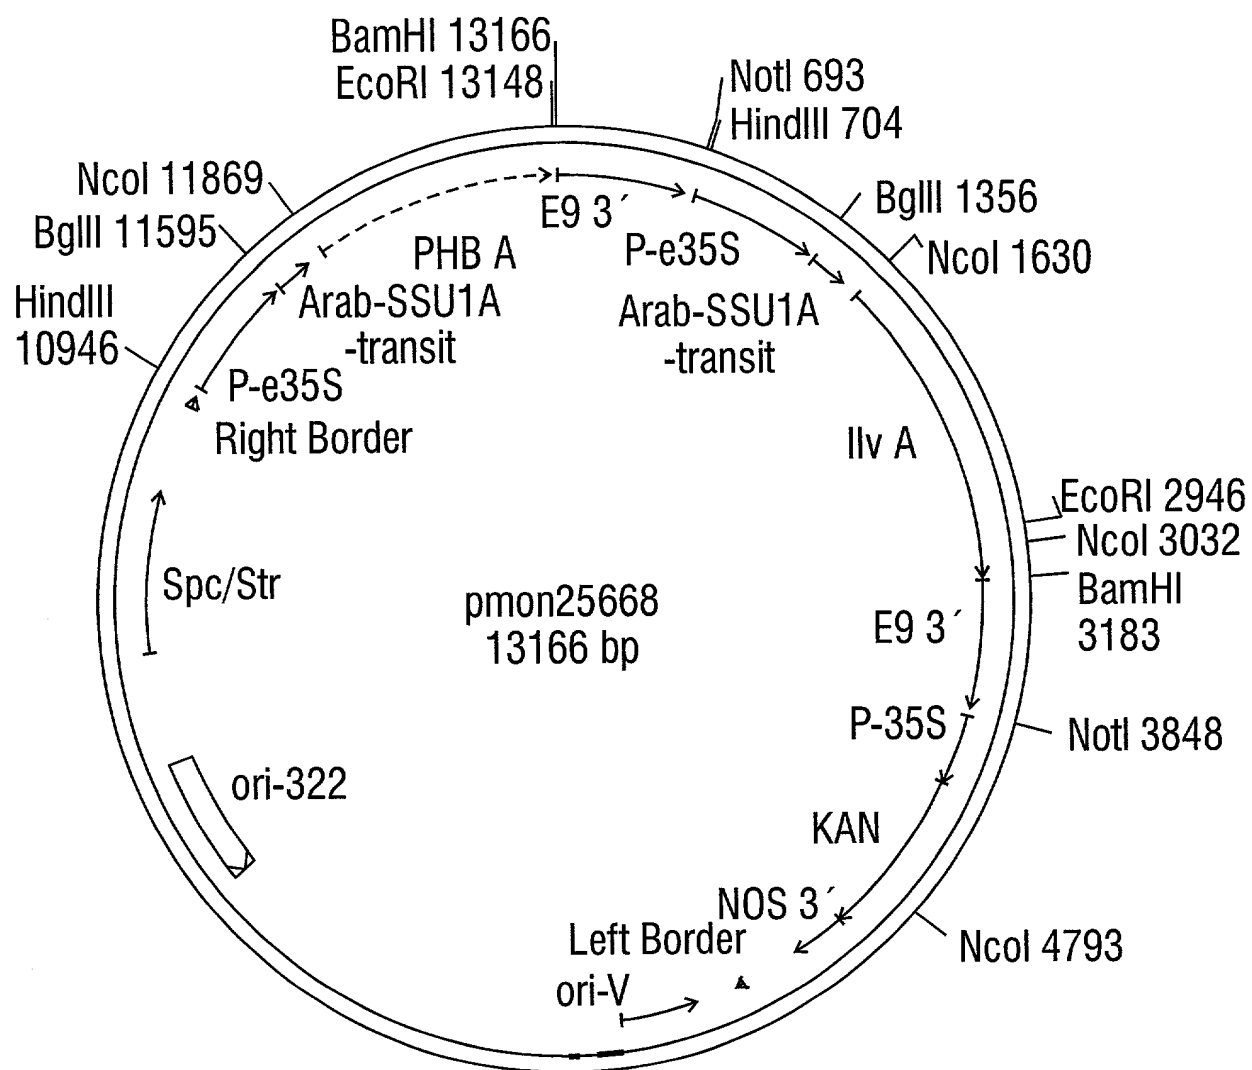 BamHI 13166
EcoRI 13148
NotI 693
HindIII 704
NcoI 11869
BglII 11595
BglII 1356
NcoI 1630
E9 3´
PHB A
P-e35S
HindIII
10946
Arab-SSU1A
-transit
Arab-SSU1A
-transit
P-e35S
Right Border
Ilv A
EcoRI 2946
NcoI 3032
BamHI
3183
Spc/Str
pmon25668
13166 bp
E9 3´
P-35S
NotI 3848
ori-322
KAN
NOS 3´
Left Border
NcoI 4793
ori-V